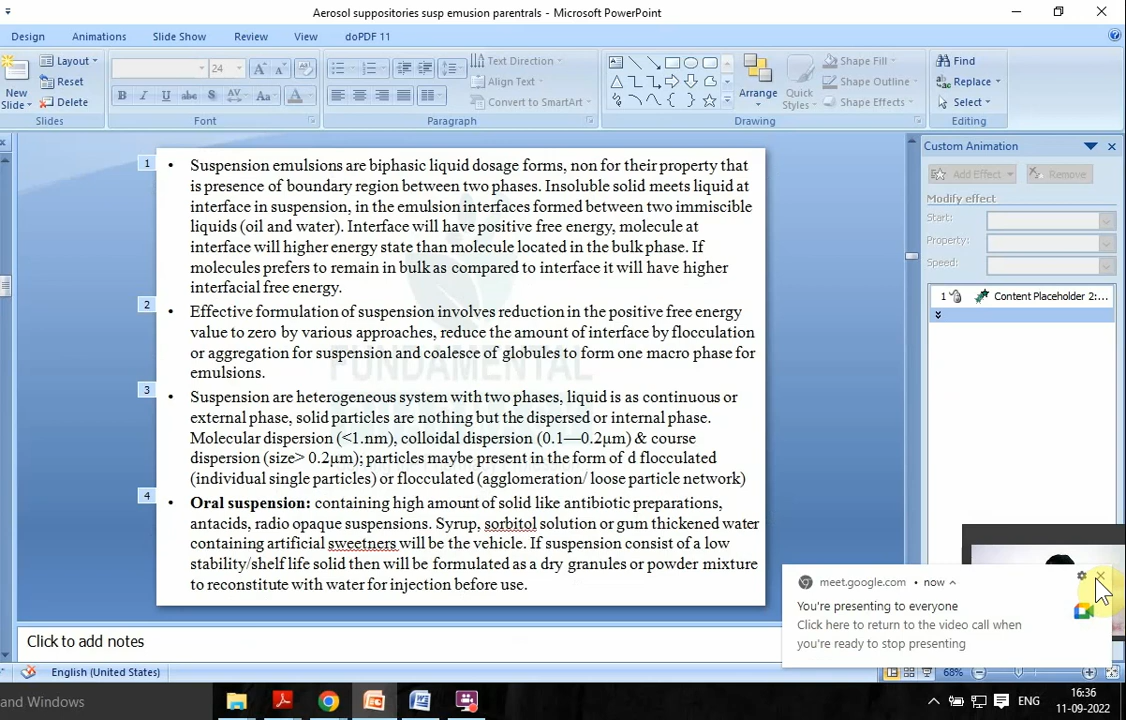 Aerosol suppositories susp emusion parentrals - Microsoft PowerPoint
Design Animations Slide Show Review View doPDF 11
New Slide
Layout
Reset
Delete
Slides
24
B I U abc S AV Aa A
Font
Text Direction
Align Text
Convert to SmartArt
Paragraph
Arrange
Quick Styles
Shape Fill
Shape Outline
Shape Effects
Drawing
Find
Replace
Select
Editing
1
• Suspension emulsions are biphasic liquid dosage forms, non for their property that
is presence of boundary region between two phases. Insoluble solid meets liquid at
interface in suspension, in the emulsion interfaces formed between two immiscible
liquids (oil and water). Interface will have positive free energy, molecule at
interface will higher energy state than molecule located in the bulk phase. If
molecules prefers to remain in bulk as compared to interface it will have higher
interfacial free energy.
2
• Effective formulation of suspension involves reduction in the positive free energy
value to zero by various approaches, reduce the amount of interface by flocculation
or aggregation for suspension and coalesce of globules to form one macro phase for
emulsions.
3
• Suspension are heterogeneous system with two phases, liquid is as continuous or
external phase, solid particles are nothing but the dispersed or internal phase.
Molecular dispersion (<1.nm), colloidal dispersion (0.1—0.2μm) & course
dispersion (size> 0.2μm); particles maybe present in the form of d flocculated
(individual single particles) or flocculated (agglomeration/ loose particle network)
4
• Oral suspension: containing high amount of solid like antibiotic preparations,
antacids, radio opaque suspensions. Syrup, sorbitol solution or gum thickened water
containing artificial sweetners will be the vehicle. If suspension consist of a low
stability/shelf life solid then will be formulated as a dry granules or powder mixture
to reconstitute with water for injection before use.
FUNDAMENTAL
Custom Animation
Add Effect
Remove
Modify effect
Start:
Property:
Speed:
1 Content Placeholder 2:...
meet.google.com • now
You're presenting to everyone
Click here to return to the video call when
you're ready to stop presenting
Click to add notes
English (United States)
68%
and Windows
ENG
16:36
11-09-2022